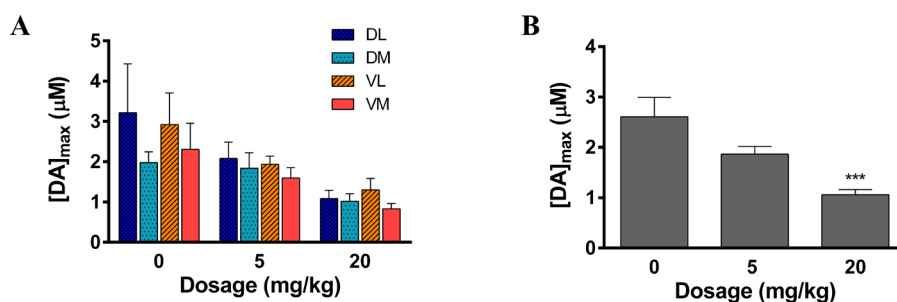 A
[DA]max (μM)
5
4
3
2
1
0
DL
DM
VL
VM
0 5 20
Dosage (mg/kg)
B
[DA]max (μM)
4
3
2
1
0
***
0 5 20
Dosage (mg/kg)